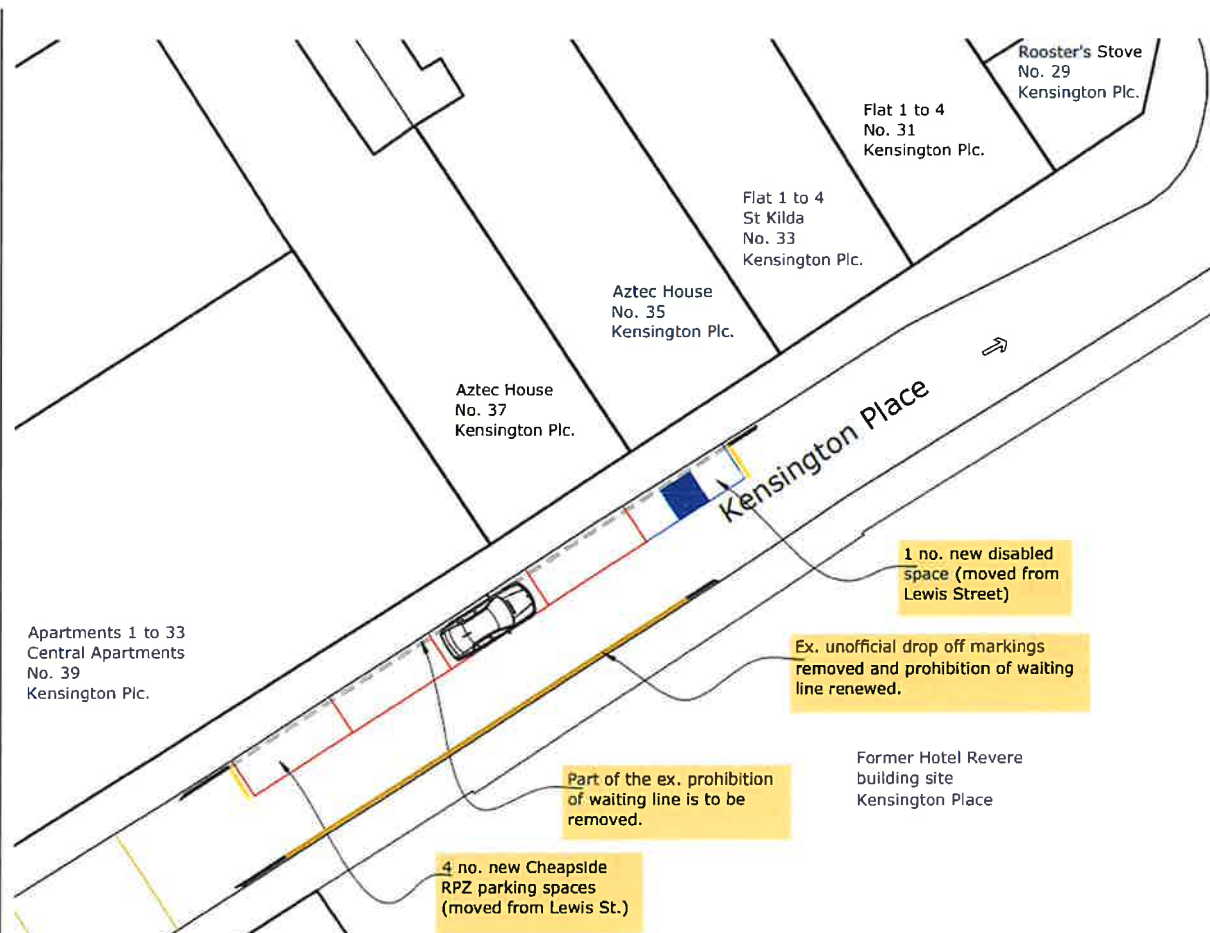 Rooster's Stove
No. 29
Kensington Plc.
Flat 1 to 4
No. 31
Kensington Plc.
Flat 1 to 4
St Kilda
No. 33
Kensington Plc.
Aztec House
No. 35
Kensington Plc.
Aztec House
No. 37
Kensington Plc.
Kensington Place
1 no. new disabled
space (moved from
Lewis Street)
Apartments 1 to 33
Central Apartments
No. 39
Kensington Plc.
Ex. unofficial drop off markings
removed and prohibition of waiting
line renewed.
Former Hotel Revere
building site
Kensington Place
Part of the ex. prohibition
of waiting line is to be
removed.
4 no. new Cheapside
RPZ parking spaces
(moved from Lewis St.)